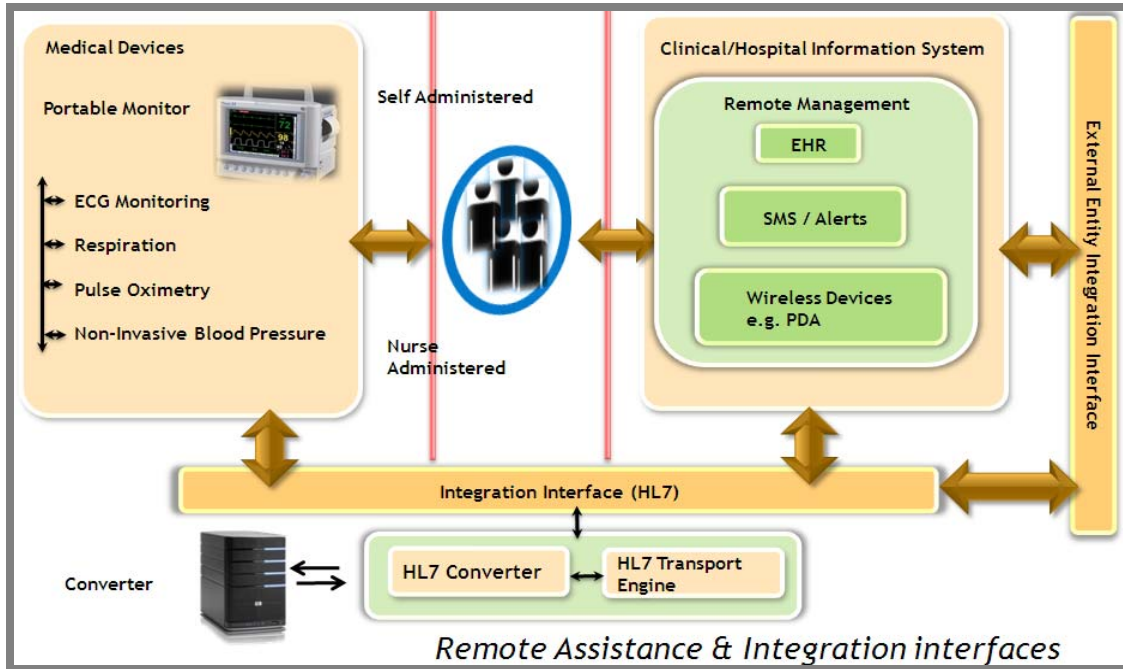 Medical Devices
Portable Monitor
72
98
ECG Monitoring
Respiration
Pulse Oximetry
Non-Invasive Blood Pressure
Self Administered
Nurse
Administered
Clinical/Hospital Information System
Remote Management
EHR
SMS / Alerts
Wireless Devices
e.g. PDA
External Entity Integration Interface
Integration Interface (HL7)
Converter
HL7 Converter
HL7 Transport
Engine
Remote Assistance & Integration interfaces